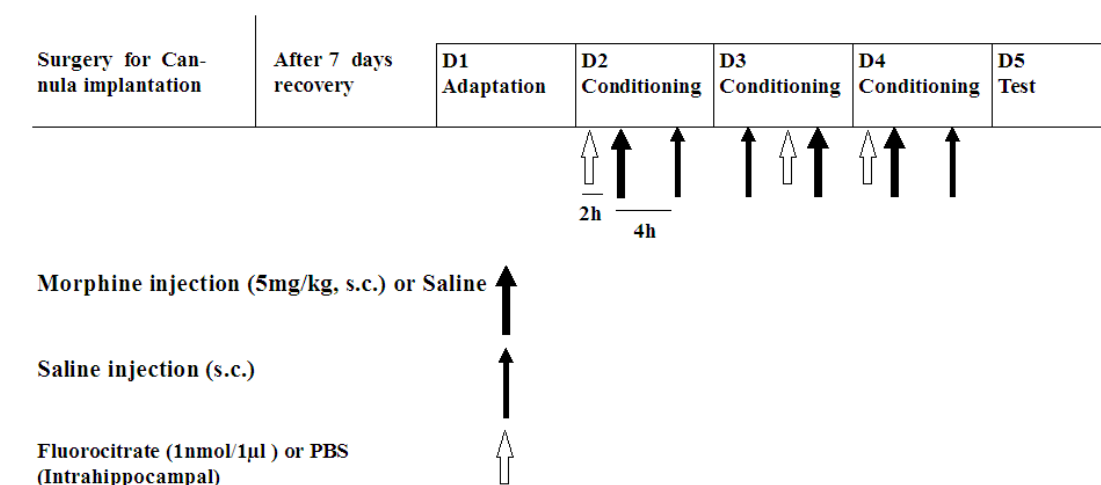 Surgery for Can-
nula implantation
After 7 days
recovery
D1
Adaptation
D2
Conditioning
D3
Conditioning
D4
Conditioning
D5
Test
2h
4h
Morphine injection (5mg/kg, s.c.) or Saline
Saline injection (s.c.)
Fluorocitrate (1nmol/1µl ) or PBS
(Intrahippocampal)